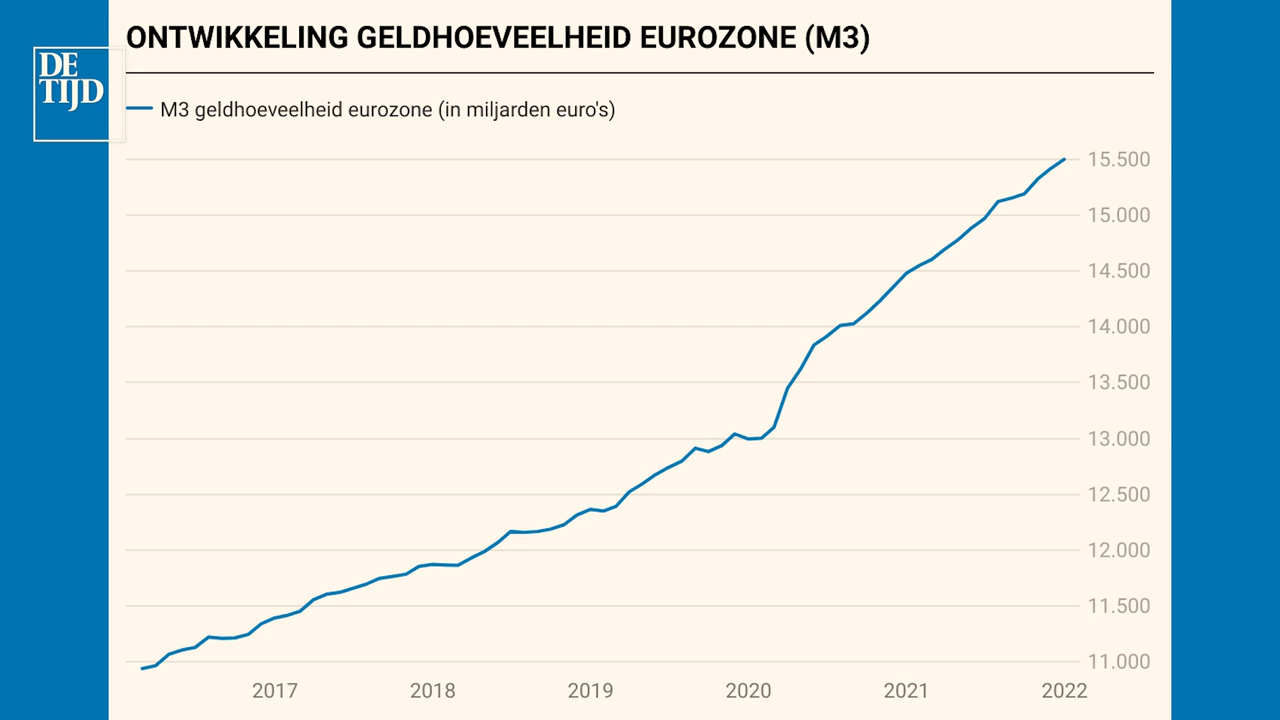 ONTWIKKELING GELDHOEVEELHEID EUROZONE (M3)
DE
TIJD
M3 geldhoeveelheid eurozone (in miljarden euro's)
15.500
15.000
14.500
14.000
13.500
13.000
12.500
12.000
11.500
11.000
2017 2018 2019 2020 2021 2022